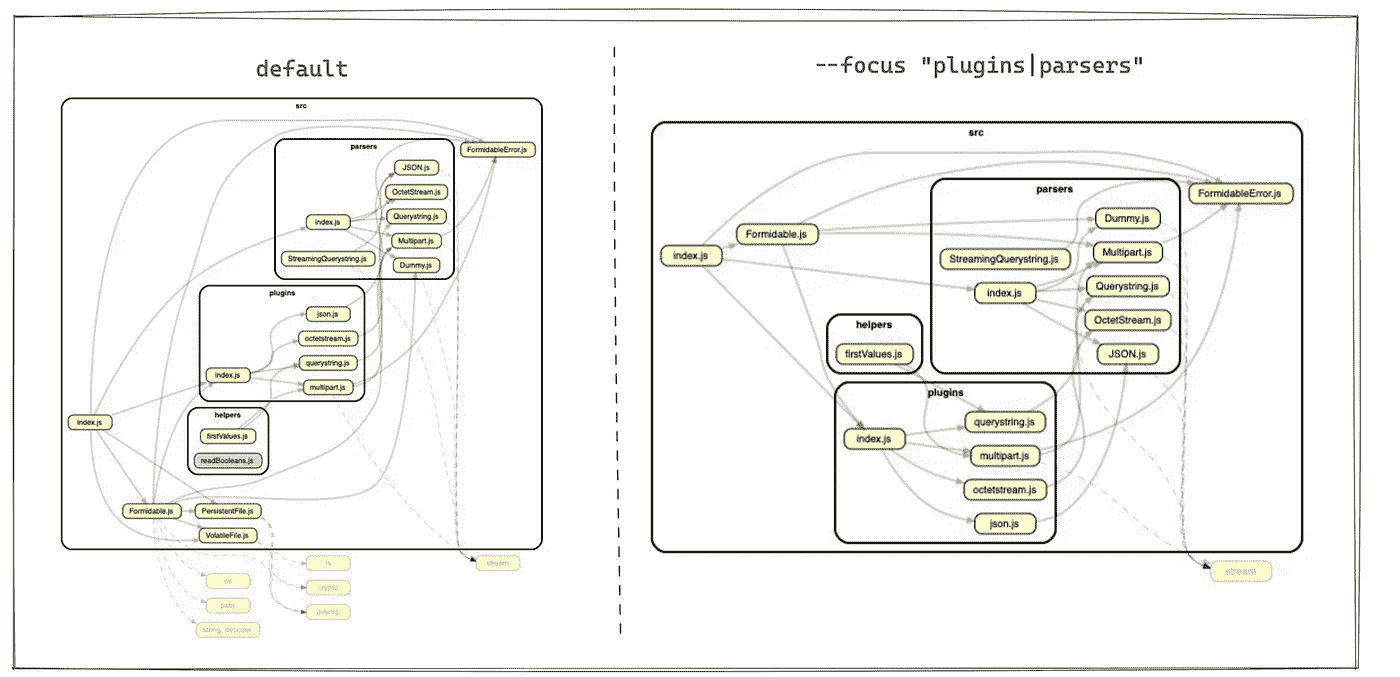 default
src
parsers
FormidableError.js
JSON.js
OctetStream.js
Querystring.js
index.js
Multipart.js
StreamingQuerystring.js
Dummy.js
plugins
json.js
octetstream.js
querystring.js
index.js
multipart.js
helpers
index.js
firstValues.js
readBooleans.js
Formidable.js
PersistentFile.js
VolatileFile.js
fs
stream
os
crypto
path
events
string_decoder
--focus "plugins|parsers"
src
parsers
FormidableError.js
Dummy.js
Formidable.js
Multipart.js
index.js
StreamingQuerystring.js
Querystring.js
index.js
OctetStream.js
helpers
firstValues.js
JSON.js
plugins
querystring.js
index.js
multipart.js
octetstream.js
json.js
stream